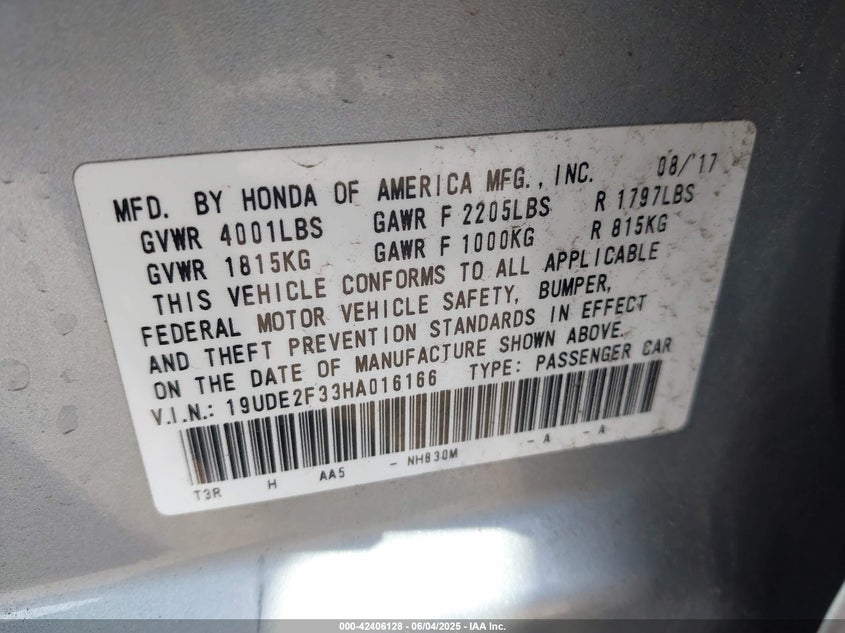 MFD. BY HONDA OF AMERICA MFG., INC. 08/'17
GVWR 4001LBS GAWR F 2205LBS R 1797LBS
GVWR 1815KG GAWR F 1000KG R 815KG
THIS VEHICLE CONFORMS TO ALL APPLICABLE
FEDERAL MOTOR VEHICLE SAFETY, BUMPER,
AND THEFT PREVENTION STANDARDS IN EFFECT
ON THE DATE OF MANUFACTURE SHOWN ABOVE.
V.I.N.: 19UDE2F33HA016166 TYPE: PASSENGER CAR
T3R H AA5 - NH830M - A - A
000-42406128 - 06/04/2025 - IAA Inc.